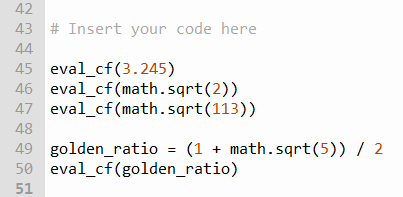 42
43 # Insert your code here
44
45 eval_cf(3.245)
46 eval_cf(math.sqrt(2))
47 eval_cf(math.sqrt(113))
48
49 golden_ratio = (1 + math.sqrt(5)) / 2
50 eval_cf(golden_ratio)
51